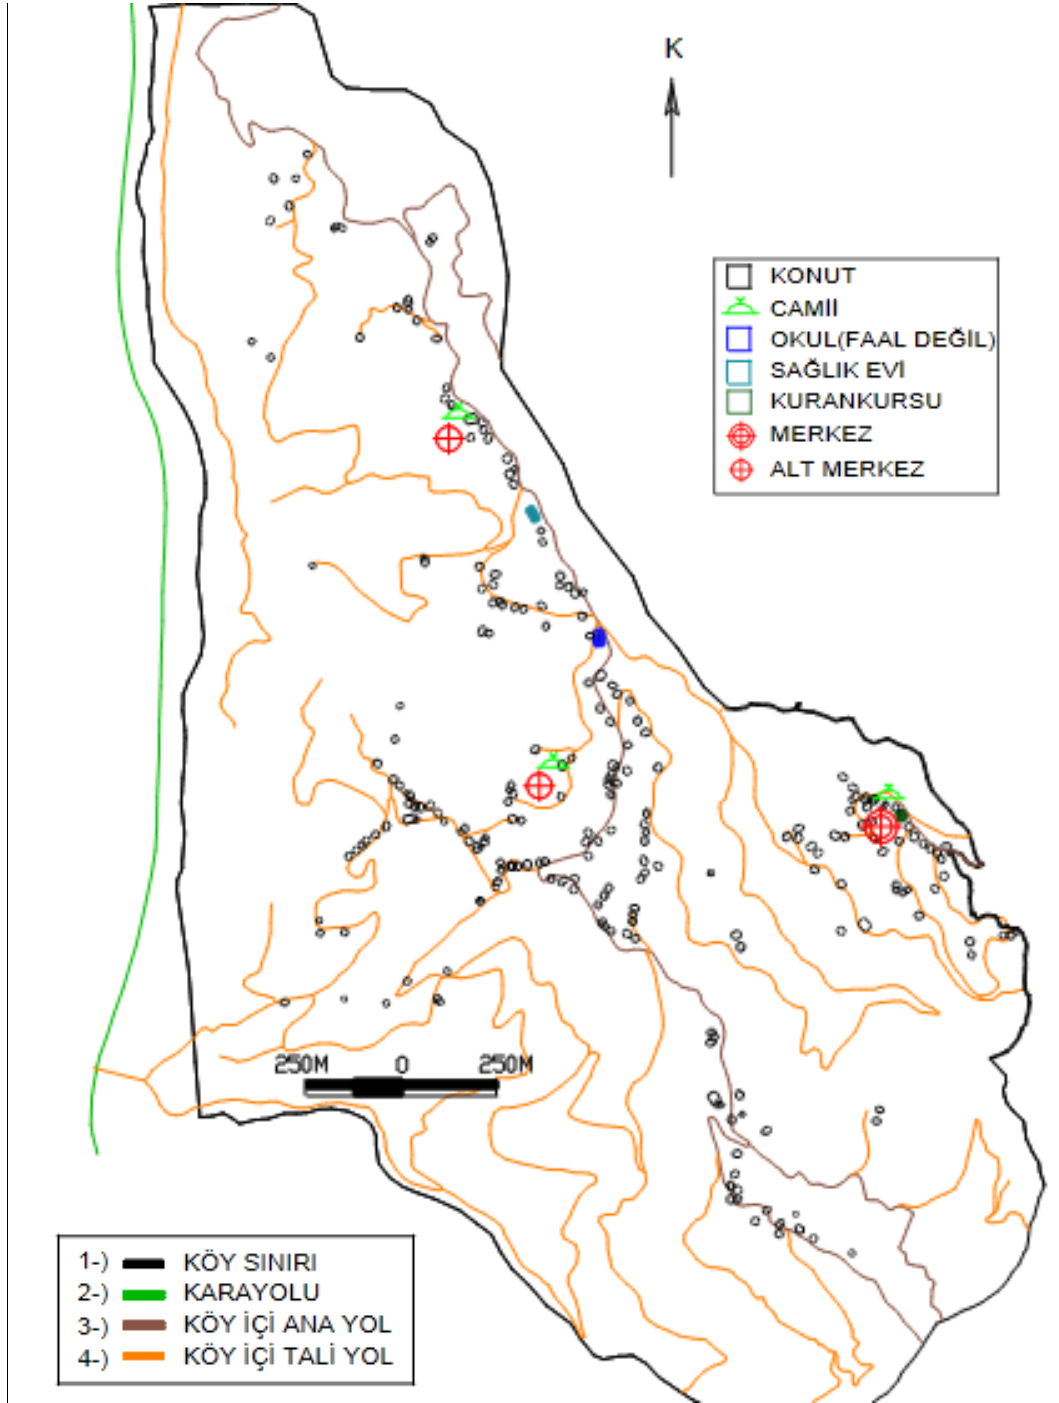 K
KONUT
CAMİİ
OKUL(FAAL DEĞİL)
SAĞLIK EVİ
KURANKURSU
MERKEZ
ALT MERKEZ
250M 0 250M
1-) KÖY SINIRI
2-) KARAYOLU
3-) KÖY İÇİ ANA YOL
4-) KÖY İÇİ TALİ YOL